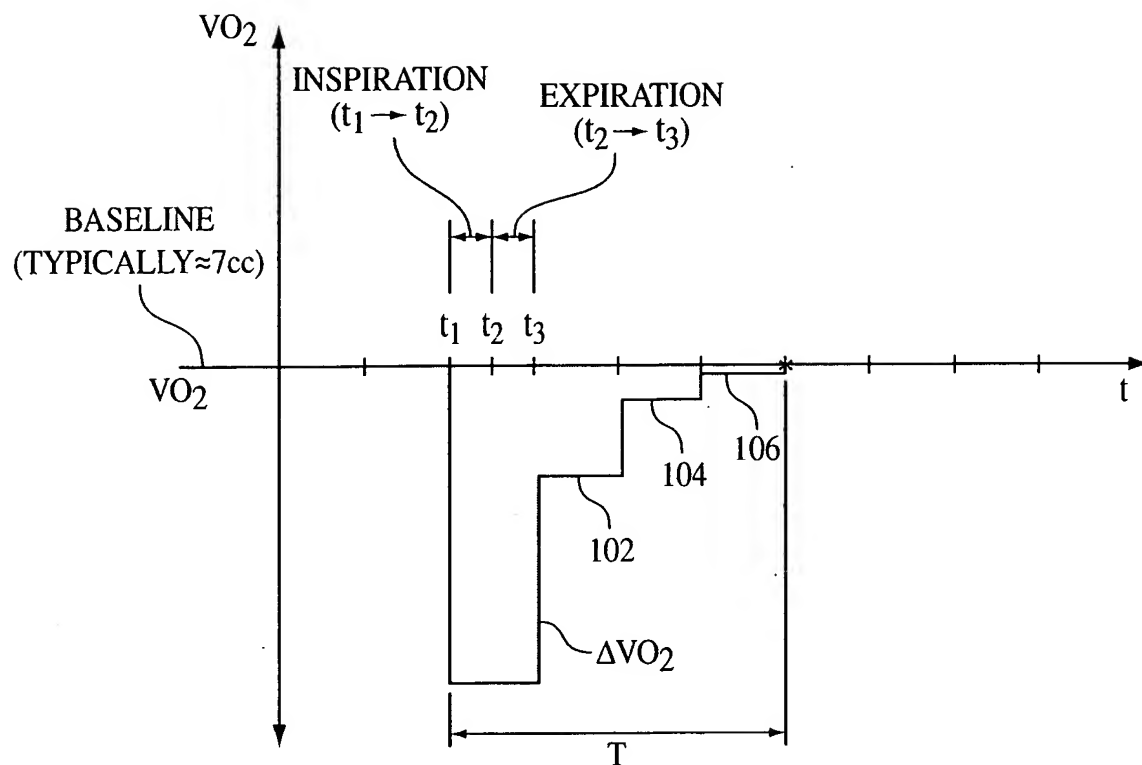 VO₂
INSPIRATION
(t₁ → t₂)
EXPIRATION
(t₂ → t₃)
BASELINE
(TYPICALLY≈7cc)
t₁ t₂ t₃
VO₂
t
106
104
102
ΔVO₂
T